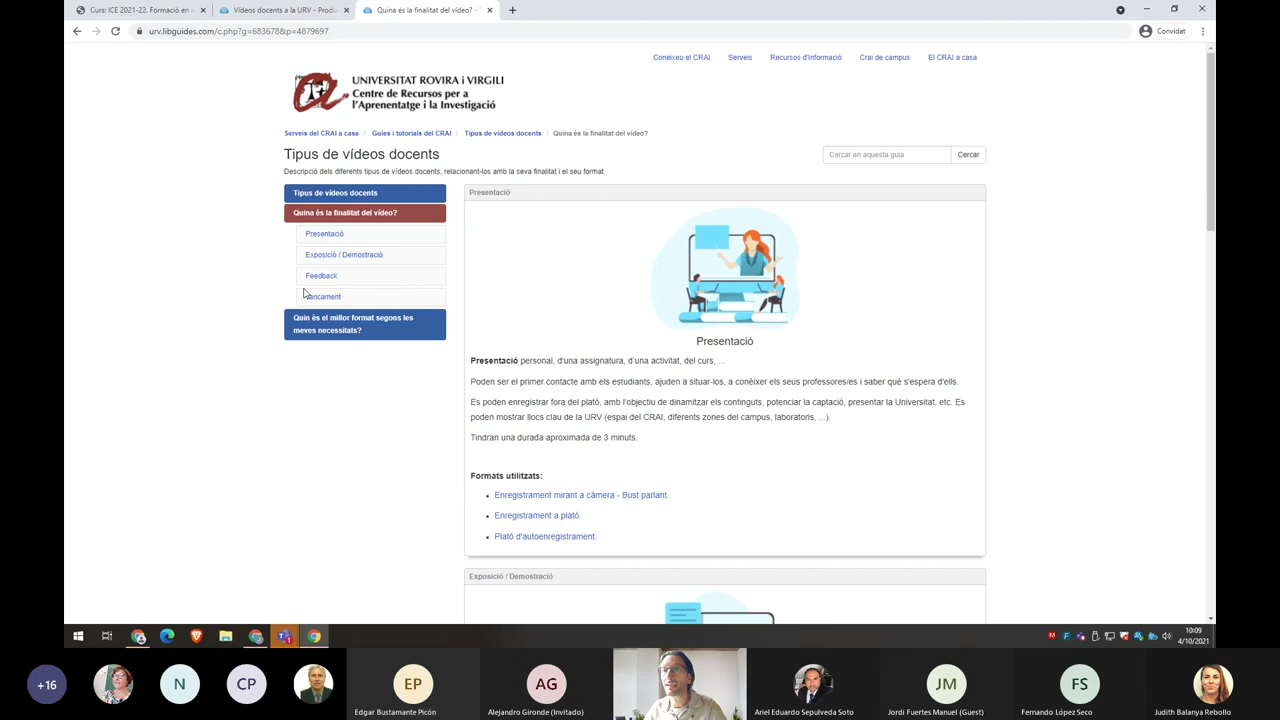 Curs: ICE 2021-22. Formació en
Vídeos docents a la URV - Produ
Quina és la finalitat del vídeo? -
urv.libguides.com/c.php?g=683678&p=4879697
Convidat
Coneixeu el CRAI
Serveis
Recursos d'Informació
Crai de campus
El CRAI a casa
UNIVERSITAT ROVIRA i VIRGILI
Centre de Recursos per a
l'Aprenentatge i la Investigació
Serveis del CRAI a casa / Guies i tutorials del CRAI / Tipus de vídeos docents / Quina és la finalitat del vídeo?
Tipus de vídeos docents
Cercar en aquesta guia
Cercar
Descripció dels diferents tipus de vídeos docents, relacionant-los amb la seva finalitat i el seu format.
Tipus de vídeos docents
Quina és la finalitat del vídeo?
Presentació
Exposició / Demostració
Feedback
Quin és el millor format segons les
meves necessitats?
Presentació
Presentació
Presentació personal, d'una assignatura, d'una activitat, del curs, ...
Poden ser el primer contacte amb els estudiants, ajuden a situar-los, a conèixer els seus professores/es i saber què s'espera d'ells.
Es poden enregistrar fora del plató, amb l'objectiu de dinamitzar els continguts, potenciar la captació, presentar la Universitat, etc. Es
poden mostrar llocs clau de la URV (espai del CRAI, diferents zones del campus, laboratoris, ...).
Tindran una durada aproximada de 3 minuts.
Formats utilitzats:
Enregistrament mirant a càmera - Bust parlant.
Enregistrament a plató.
Plató d'autoenregistrament.
Exposició / Demostració
10:09
4/10/2021
+16
N
CP
EP
AG
JM
FS
Edgar Bustamante Picón
Alejandro Gironde (Invitado)
Ariel Eduardo Sepulveda Soto
Jordi Fuertes Manuel (Guest)
Fernando López Seco
Judith Balanya Rebollo